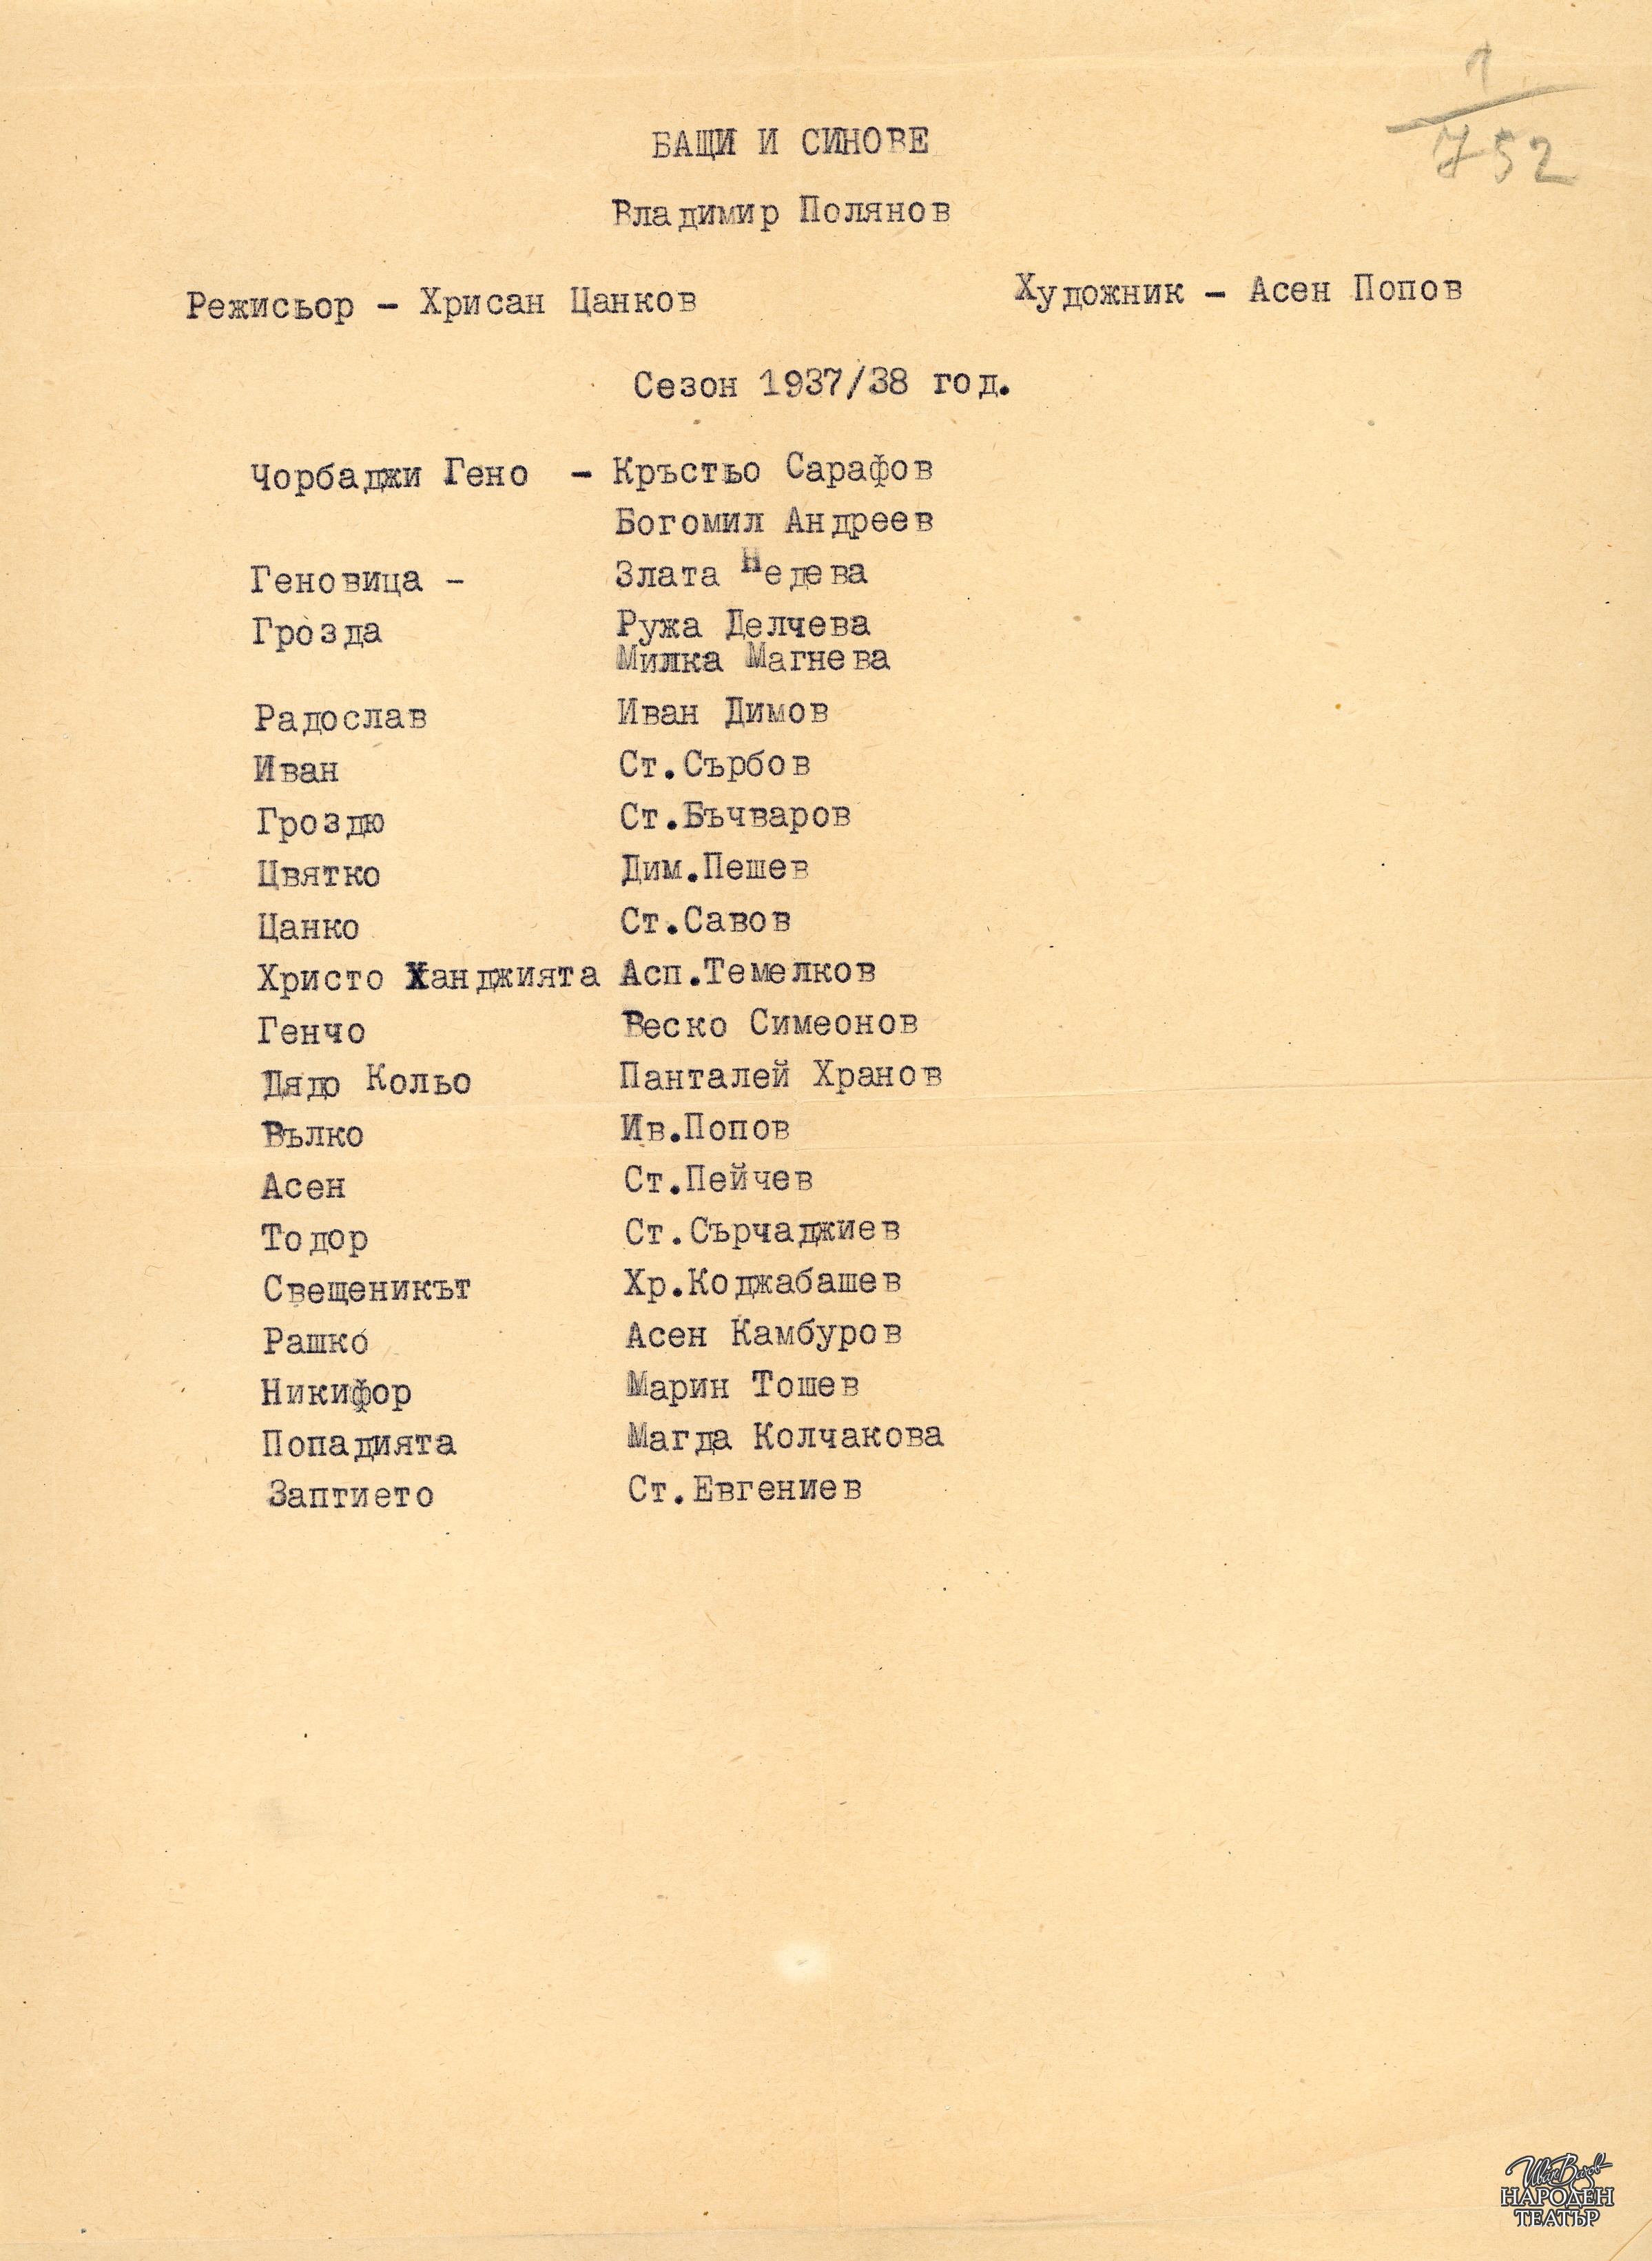 1
752
БАЩИ И СИНОВЕ
Владимир Полянов
Режисьор - Хрисан Цанков Художник - Асен Попов
Сезон 1937/38 год.
Чорбаджи Гено - Кръстьо Сарафов
Богомил Андреев
Геновица - Злата Недева
Грозда Ружа Делчева
Милка Магнева
Радослав Иван Димов
Иван Ст.Сърбов
Гроздю Ст.Бъчваров
Цвятко Дим.Пешев
Цанко Ст.Савов
Христо Ханджията Асп.Темелков
Генчо Веско Симеонов
Дядо Кольо Панталей Хранов
Вълко Ив.Попов
Асен Ст.Пейчев
Тодор Ст.Сърчаджиев
Свещеникът Хр.Коджабашев
Рашко Асен Камбуров
Никифор Марин Тошев
Попадията Магда Колчакова
Заптието Ст.Евгениев
Иван Вазов
НАРОДЕН
ТЕАТЪР